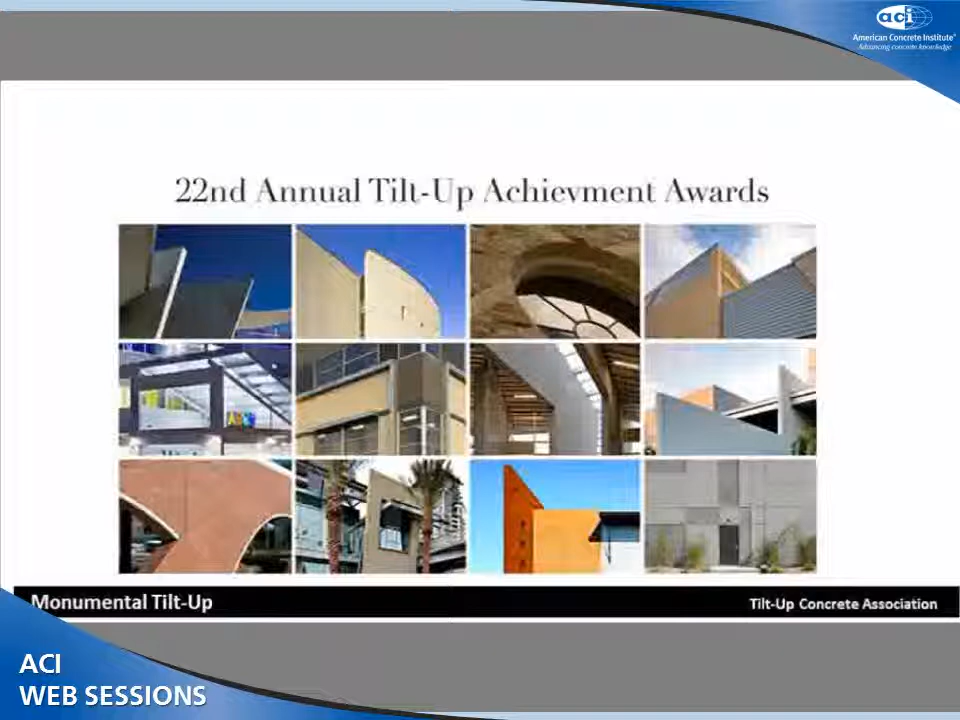 aci
American Concrete Institute®
Advancing concrete knowledge
22nd Annual Tilt-Up Achievment Awards
Monumental Tilt-Up
Tilt-Up Concrete Association
ACI
WEB SESSIONS